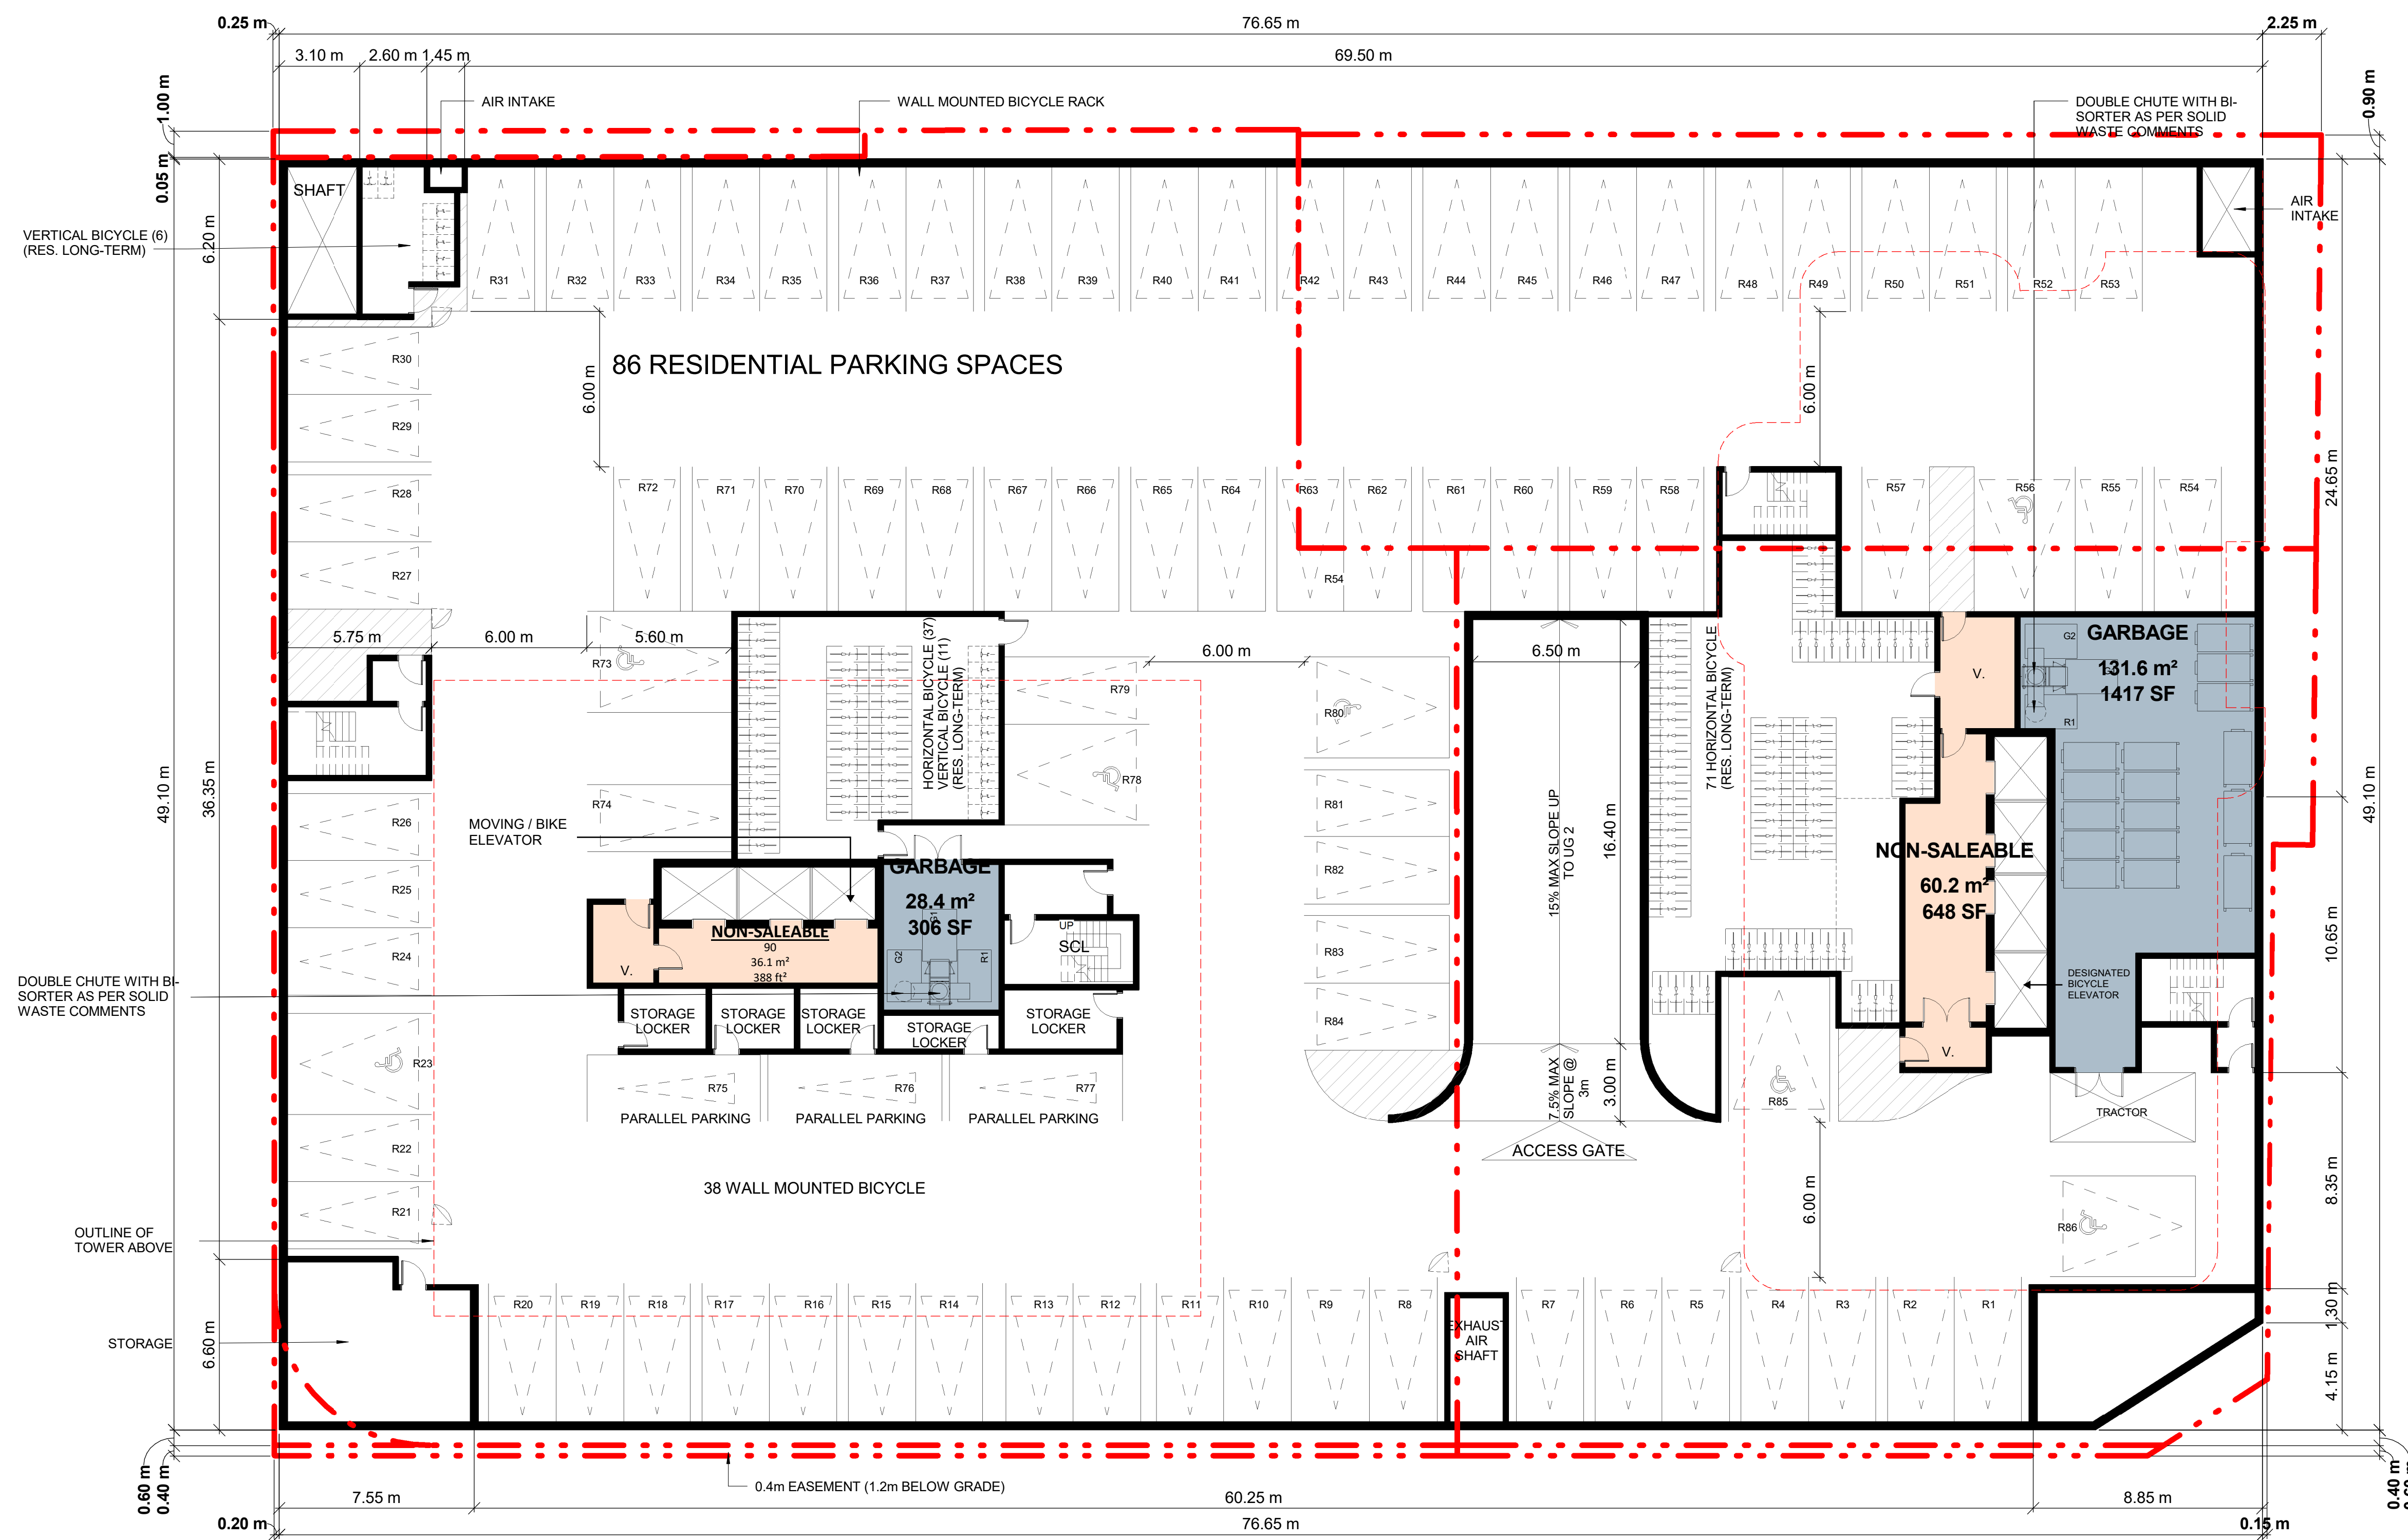 0.25 m
76.65 m
2.25 m
3.10 m
2.60 m
1.45 m
69.50 m
1.00 m
0.90 m
AIR INTAKE
WALL MOUNTED BICYCLE RACK
DOUBLE CHUTE WITH BI-
SORTER AS PER SOLID
WASTE COMMENTS
0.05 m
SHAFT
AIR
INTAKE
VERTICAL BICYCLE (6)
(RES. LONG-TERM)
6.20 m
R31
R32
R33
R34
R35
R36
R37
R38
R39
R40
R41
R42
R43
R44
R45
R46
R47
R48
R49
R50
R51
R52
R53
R30
R29
R28
R27
86 RESIDENTIAL PARKING SPACES
6.00 m
6.00 m
24.65 m
R72
R71
R70
R69
R68
R67
R66
R65
R64
R63
R62
R61
R60
R59
R58
R57
R56
R55
R54
R54
5.75 m
6.00 m
5.60 m
R73
HORIZONTAL BICYCLE (37)
VERTICAL BICYCLE (11)
(RES. LONG-TERM)
R79
R78
6.00 m
R80
6.50 m
71 HORIZONTAL BICYCLE
(RES. LONG-TERM)
V.
G2
R1
GARBAGE
131.6 m²
1417 SF
49.10 m
36.35 m
49.10 m
R74
MOVING / BIKE
ELEVATOR
R26
R25
R24
R81
R82
R83
R84
15% MAX SLOPE UP
TO UG 2
16.40 m
GARBAGE
28.4 m²
306 SF
G1
G2
R1
NON-SALEABLE
90
36.1 m²
388 ft²
V.
UP
SCL
NON-SALEABLE
60.2 m²
648 SF
10.65 m
DESIGNATED
BICYCLE
ELEVATOR
DOUBLE CHUTE WITH BI-
SORTER AS PER SOLID
WASTE COMMENTS
STORAGE
LOCKER
STORAGE
LOCKER
STORAGE
LOCKER
STORAGE
LOCKER
STORAGE
LOCKER
R23
R22
R21
R75
R76
R77
PARALLEL PARKING
PARALLEL PARKING
PARALLEL PARKING
7.5% MAX
SLOPE @
3m
3.00 m
V.
R85
TRACTOR
ACCESS GATE
38 WALL MOUNTED BICYCLE
6.00 m
8.35 m
R86
OUTLINE OF
TOWER ABOVE
R20
R19
R18
R17
R16
R15
R14
R13
R12
R11
R10
R9
R8
R7
R6
R5
R4
R3
R2
R1
EXHAUST
AIR
SHAFT
STORAGE
6.60 m
1.30 m
4.15 m
0.60 m
0.40 m
0.4m EASEMENT (1.2m BELOW GRADE)
0.40 m
7.55 m
60.25 m
8.85 m
0.20 m
76.65 m
0.15 m